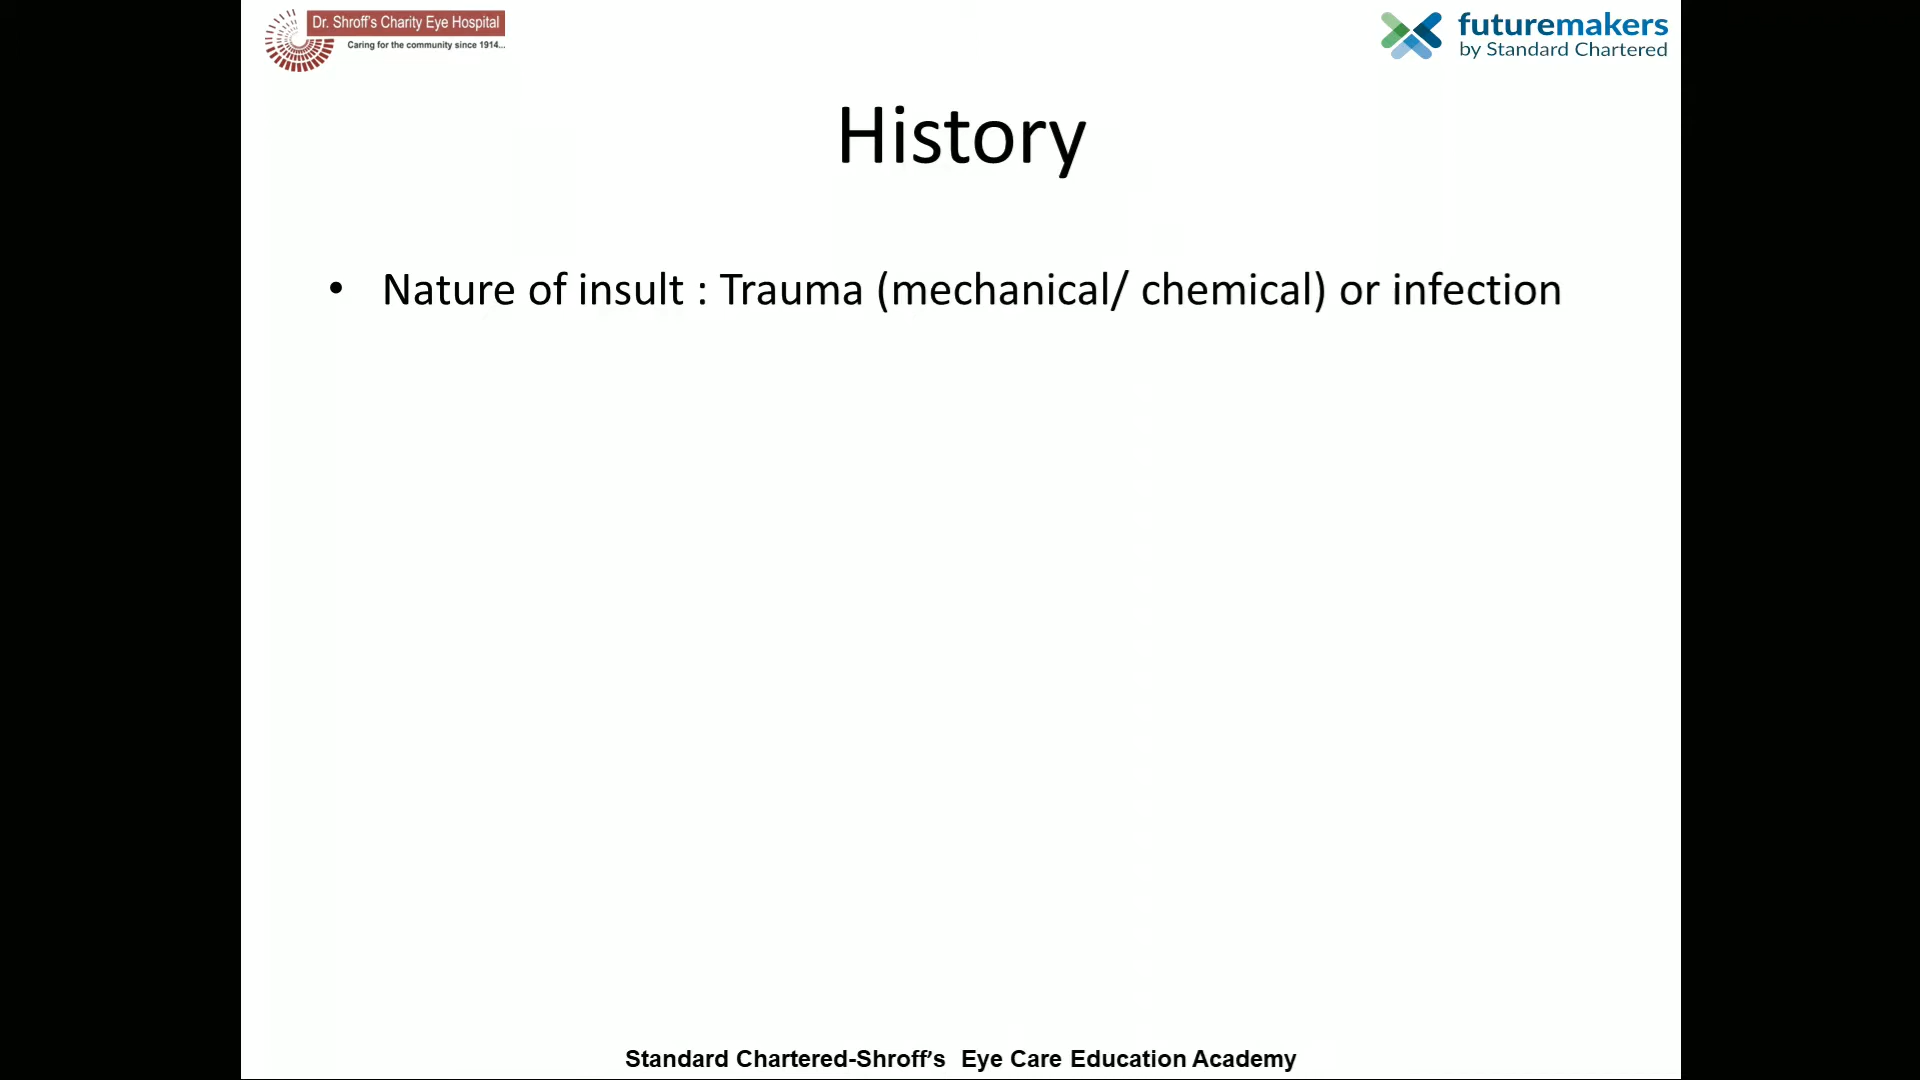 Dr. Shroff's Charity Eye Hospital
Caring for the community since 1914...
futuremakers
by Standard Chartered
History
• Nature of insult : Trauma (mechanical/ chemical) or infection
Standard Chartered-Shroff's Eye Care Education Academy